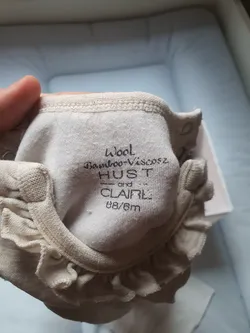 Wool
Bamboo-Viscose
HUST
and
CLAIRE
68/6m